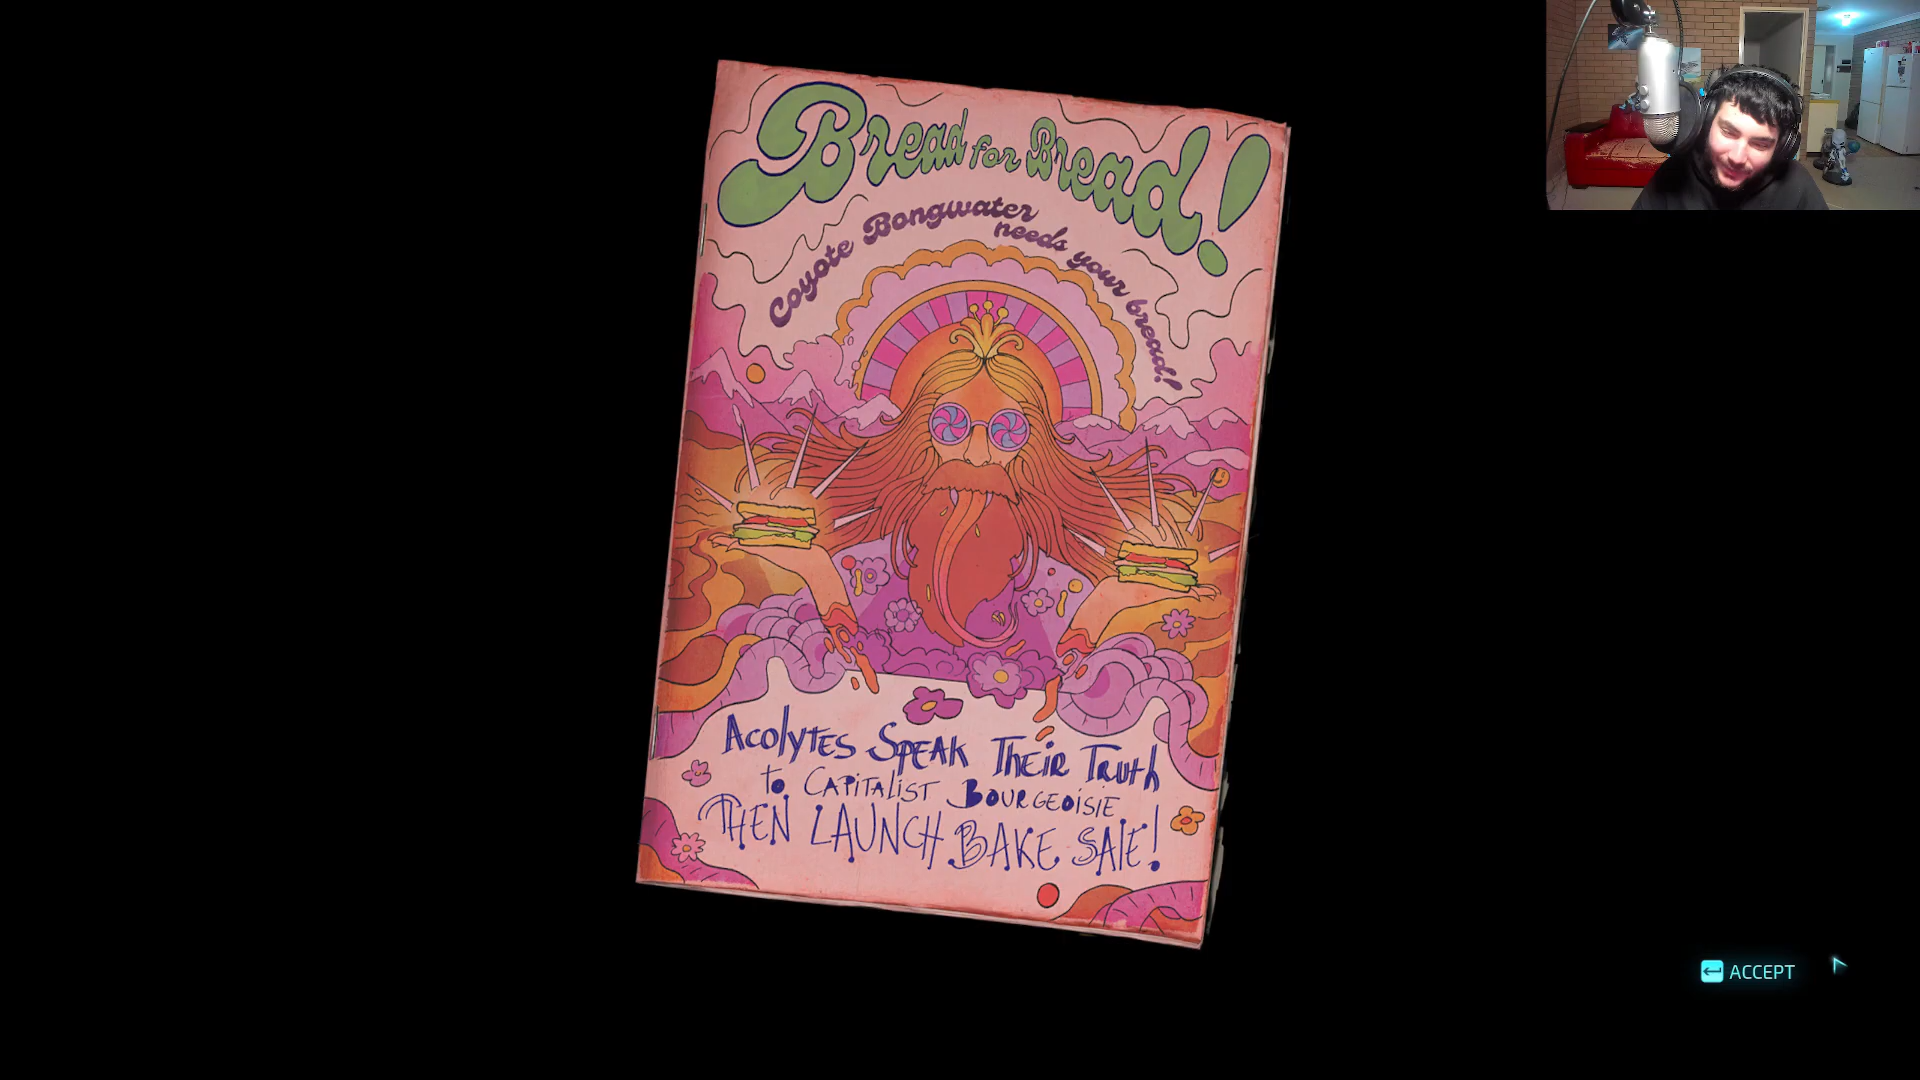 Bread for Bread!
Coyote Bongwater needs your bread!
Acolytes Speak Their Truth
to Capitalist Bourgeoisie
Then Launch Bake Sale!
ACCEPT